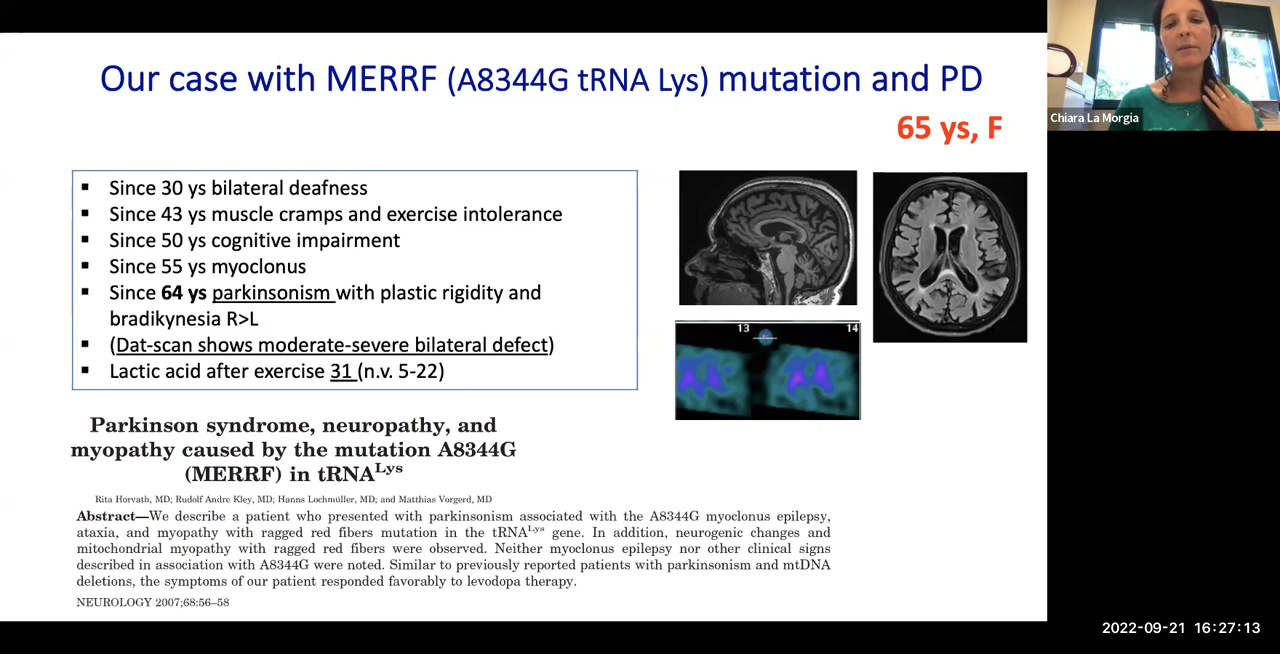 Our case with MERRF (A8344G tRNA Lys) mutation and PD
65 ys, F
Chiara La Morgia
▪ Since 30 ys bilateral deafness
▪ Since 43 ys muscle cramps and exercise intolerance
▪ Since 50 ys cognitive impairment
▪ Since 55 ys myoclonus
▪ Since 64 ys parkinsonism with plastic rigidity and
bradikynesia R>L
▪ (Dat-scan shows moderate-severe bilateral defect)
▪ Lactic acid after exercise 31 (n.v. 5-22)
13 14
Parkinson syndrome, neuropathy, and
myopathy caused by the mutation A8344G
(MERRF) in tRNALys
Rita Horvath, MD; Rudolf Andre Kley, MD; Hanns Lochmüller, MD; and Matthias Vorgerd, MD
Abstract—We describe a patient who presented with parkinsonism associated with the A8344G myoclonus epilepsy,
ataxia, and myopathy with ragged red fibers mutation in the tRNALys gene. In addition, neurogenic changes and
mitochondrial myopathy with ragged red fibers were observed. Neither myoclonus epilepsy nor other clinical signs
described in association with A8344G were noted. Similar to previously reported patients with parkinsonism and mtDNA
deletions, the symptoms of our patient responded favorably to levodopa therapy.
NEUROLOGY 2007;68:56–58
2022-09-21 16:27:13